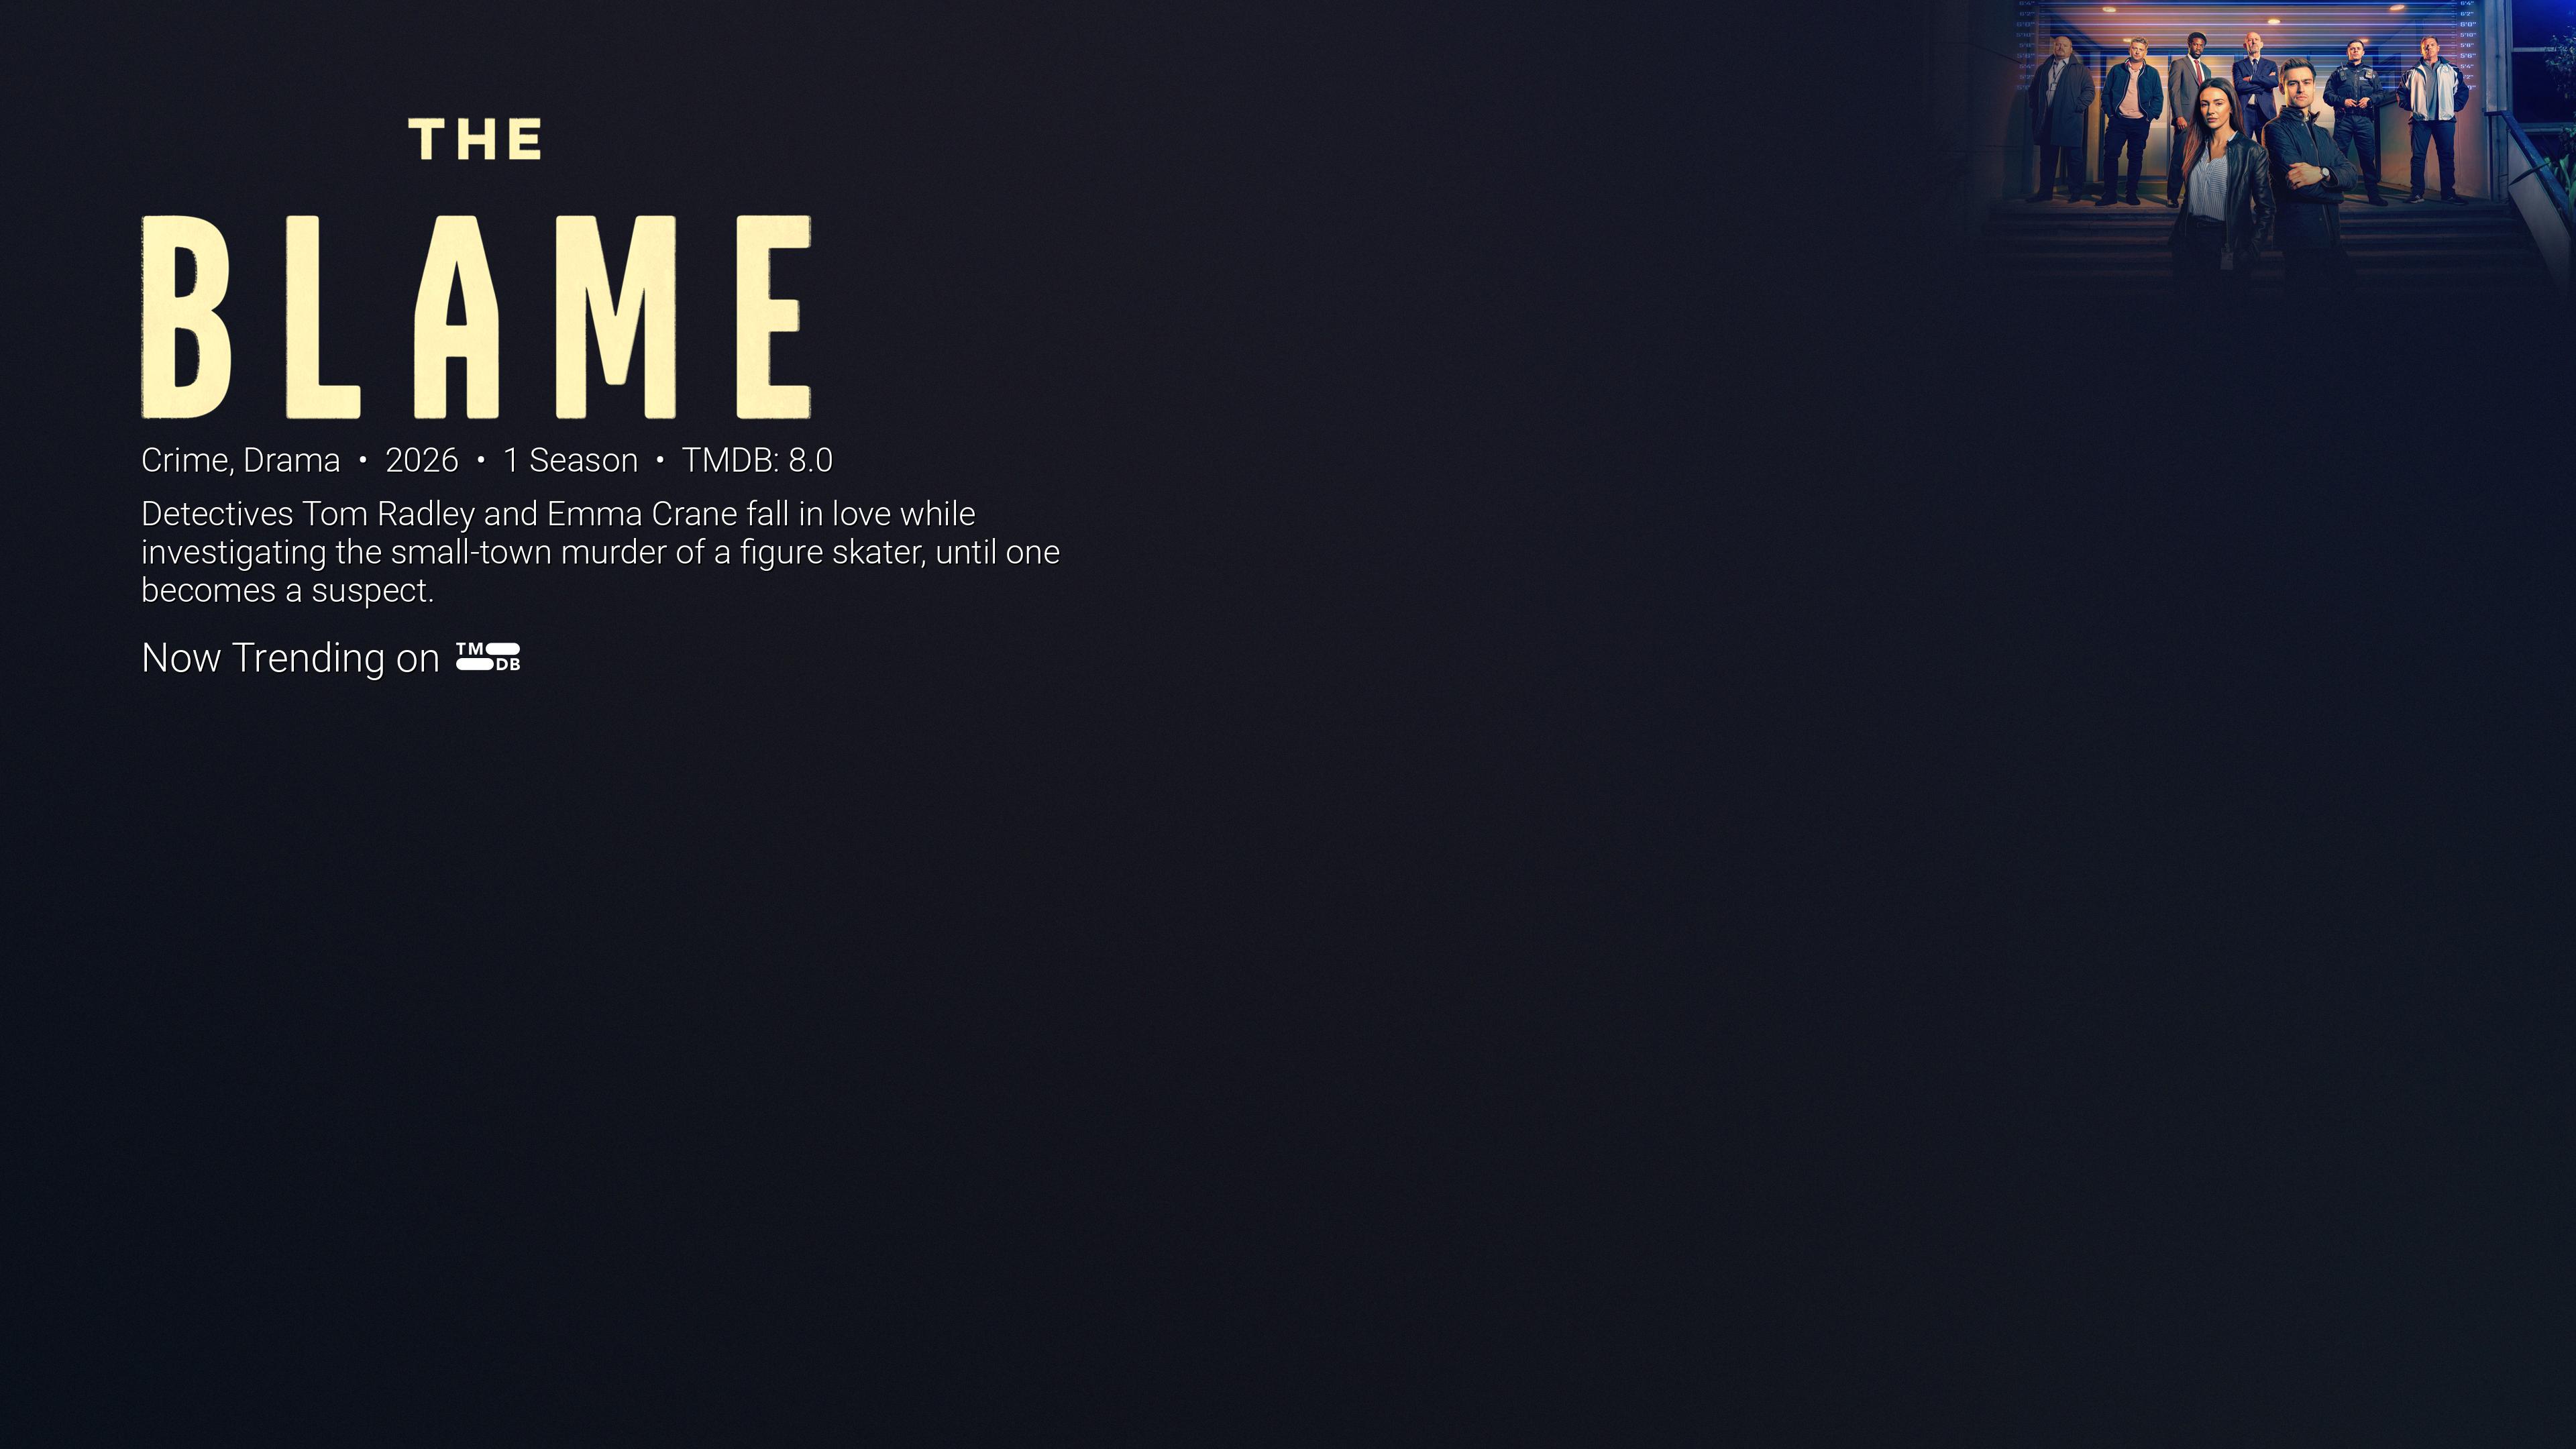 THE
BLAME
Crime, Drama • 2026 • 1 Season • TMDB: 8.0
Detectives Tom Radley and Emma Crane fall in love while
investigating the small-town murder of a figure skater, until one
becomes a suspect.
Now Trending on TMDB